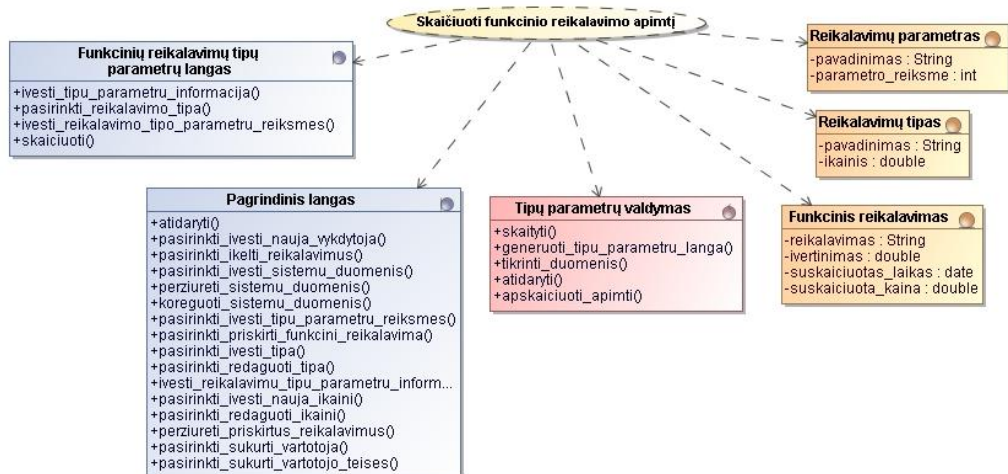 Skaičiuoti funkcinio reikalavimo apimtį
Funkcinių reikalavimų tipų
parametrų langas
+ivesti_tipu_parametru_informacija()
+pasirinkti_reikalavimo_tipa()
+ivesti_reikalavimo_tipo_parametru_reiksmes()
+skaiciuoti()
Reikalavimų parametras
-pavadinimas : String
-parametro_reiksme : int
Reikalavimų tipas
-pavadinimas : String
-ikainis : double
Pagrindinis langas
+atidaryti()
+pasirinkti_ivesti_nauja_vykdytoja()
+pasirinkti_ikelti_reikalavimus()
+pasirinkti_ivesti_sistemu_duomenis()
+perziureti_sistemu_duomenis()
+koreguoti_sistemu_duomenis()
+pasirinkti_ivesti_tipu_parametru_reiksmes()
+pasirinkti_priskirti_funkcini_reikalavima()
+pasirinkti_ivesti_tipa()
+pasirinkti_redaguoti_tipa()
+ivesti_reikalavimu_tipu_parametru_inform...
+pasirinkti_ivesti_nauja_ikaini()
+pasirinkti_redaguoti_ikaini()
+perziureti_priskirtus_reikalavimus()
+pasirinkti_sukurti_vartotoja()
+pasirinkti_sukurti_vartotojo_teises()
Tipų parametrų valdymas
+skaityti()
+generuoti_tipu_parametru_langa()
+tikrinti_duomenis()
+atidaryti()
+apskaiciuoti_apimti()
Funkcinis reikalavimas
-reikalavimas : String
-ivertinimas : double
-suskaiciuotas_laikas : date
-suskaiciuota_kaina : double